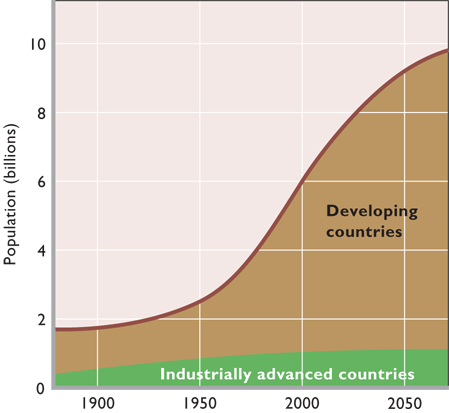 Population (billions)
10
8
6
4
2
0
Developing
countries
Industrially advanced countries
1900
1950
2000
2050